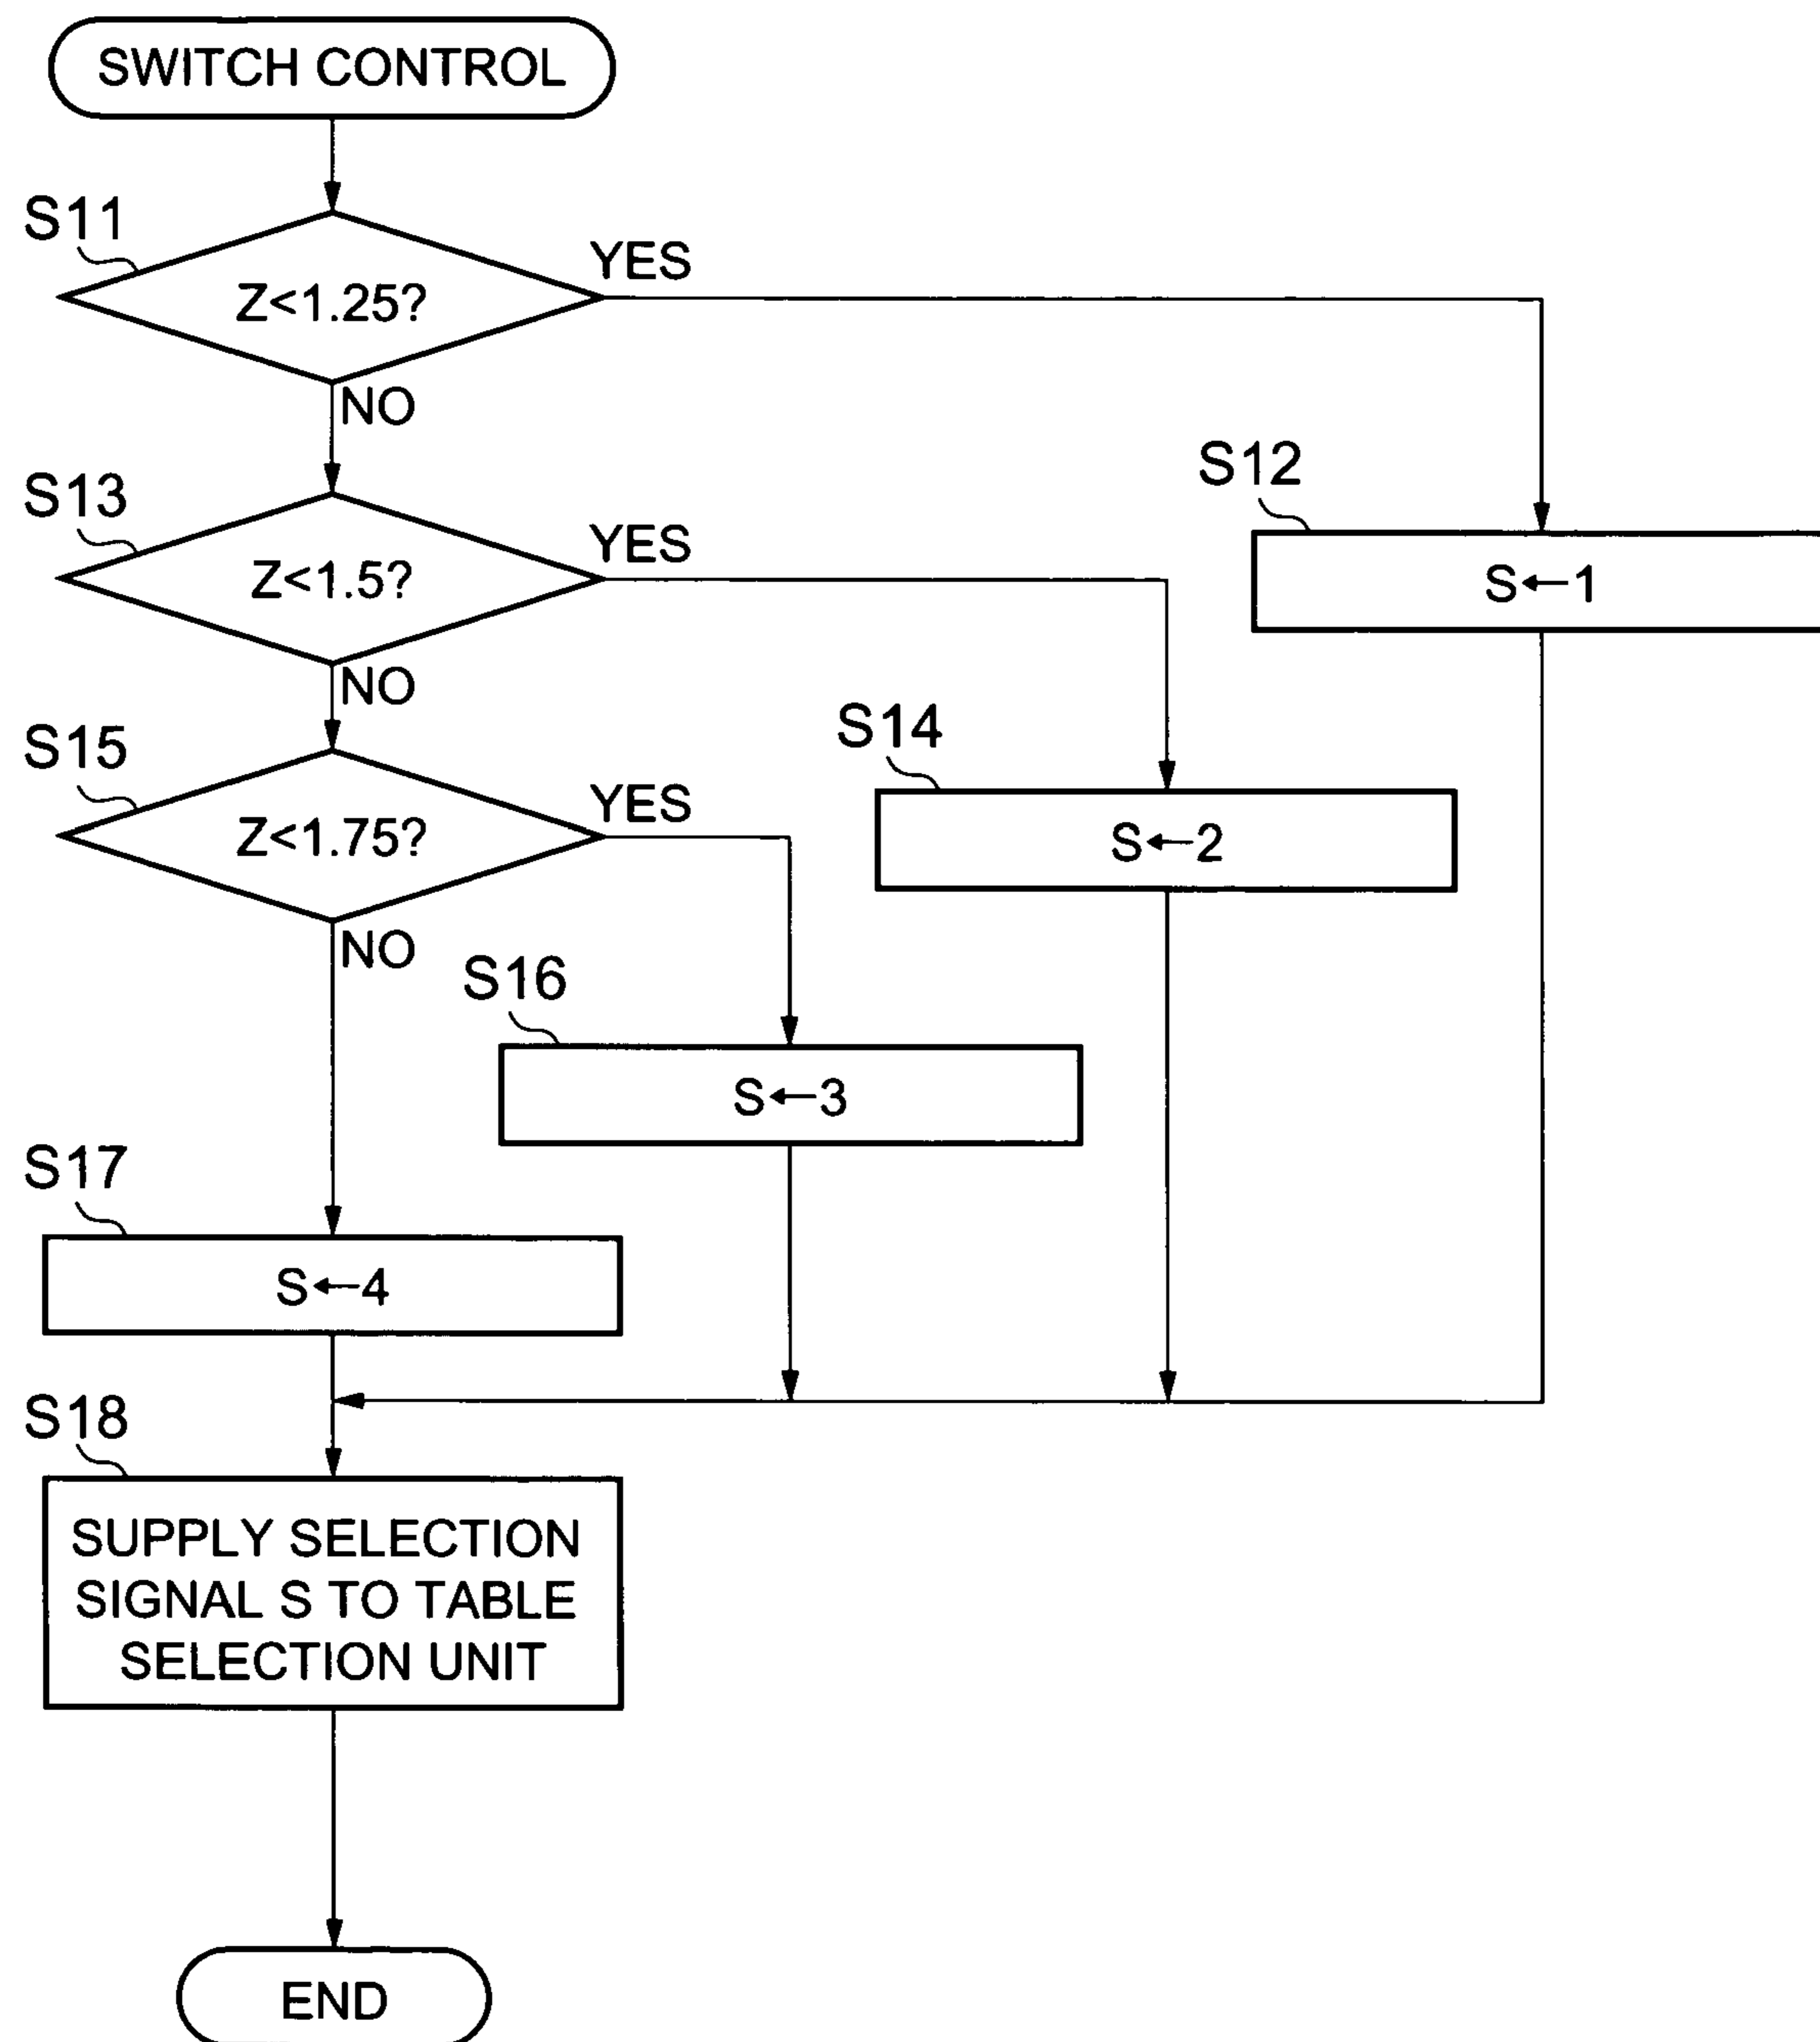 SWITCH CONTROL
S11
Z<1.25?
YES
NO
S12
S←1
S13
Z<1.5?
YES
NO
S14
S←2
S15
Z<1.75?
YES
NO
S16
S←3
S17
S←4
S18
SUPPLY SELECTION
SIGNAL S TO TABLE
SELECTION UNIT
END